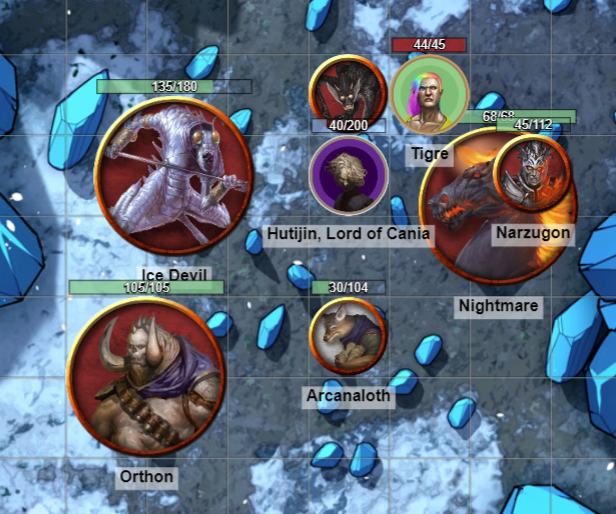 44/45
135/180
68/68
45/112
40/200
Tigre
Hutijin, Lord of Cania
Narzugon
Ice Devil
105/105
30/104
Nightmare
Arcanaloth
Orthon